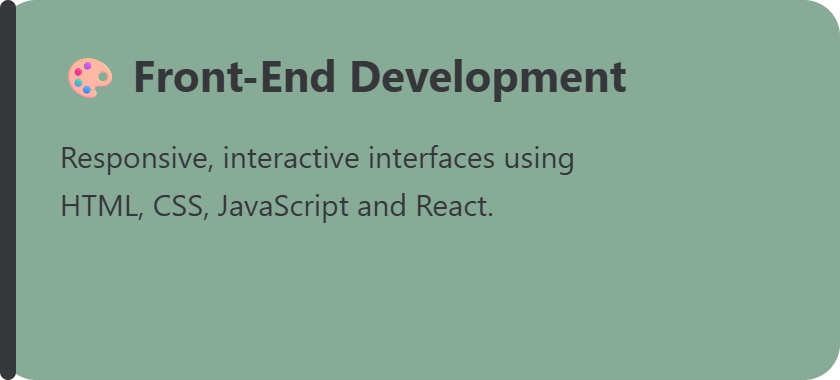 Front-End Development
Responsive, interactive interfaces using
HTML, CSS, JavaScript and React.